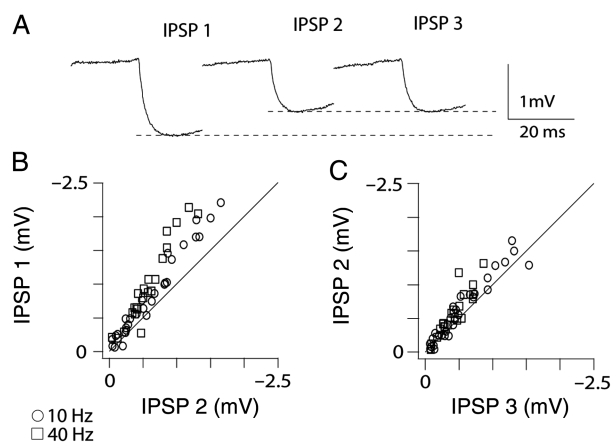 A
IPSP 1 IPSP 2 IPSP 3
1mV
20 ms
B
−2.5
IPSP 1 (mV)
0
0 −2.5
IPSP 2 (mV)
C
−2.5
IPSP 2 (mV)
0
0 −2.5
IPSP 3 (mV)
10 Hz
40 Hz